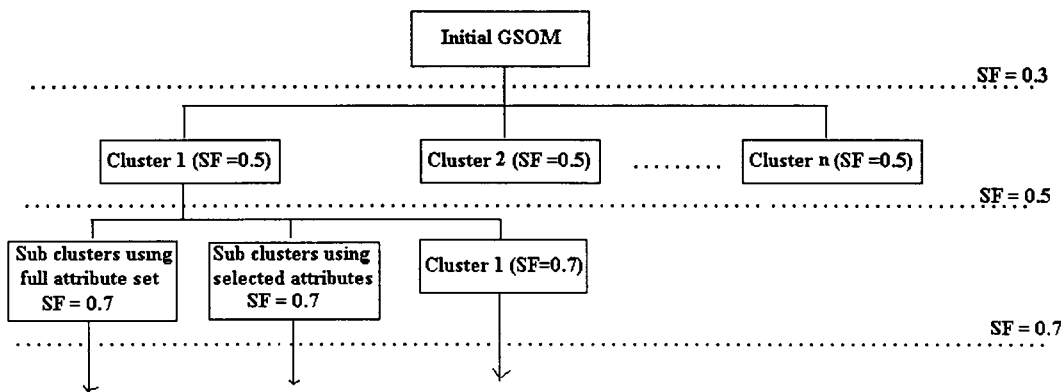 Initial GSOM
SF = 0.3
Cluster 1 (SF =0.5)
Cluster 2 (SF =0.5)
Cluster n (SF =0.5)
SF = 0.5
Sub clusters using
full attribute set
SF = 0.7
Sub clusters using
selected attributes
SF = 0.7
Cluster 1 (SF=0.7)
SF = 0.7